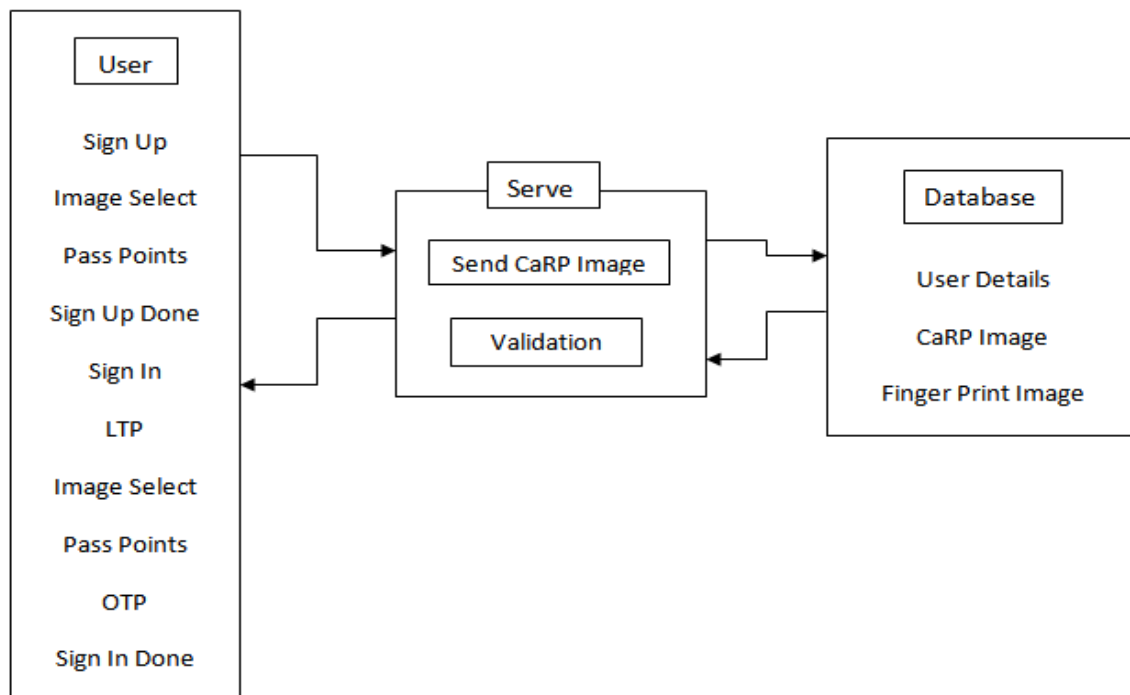 User
Sign Up
Image Select
Pass Points
Sign Up Done
Sign In
LTP
Image Select
Pass Points
OTP
Sign In Done
Serve
Send CaRP Image
Validation
Database
User Details
CaRP Image
Finger Print Image